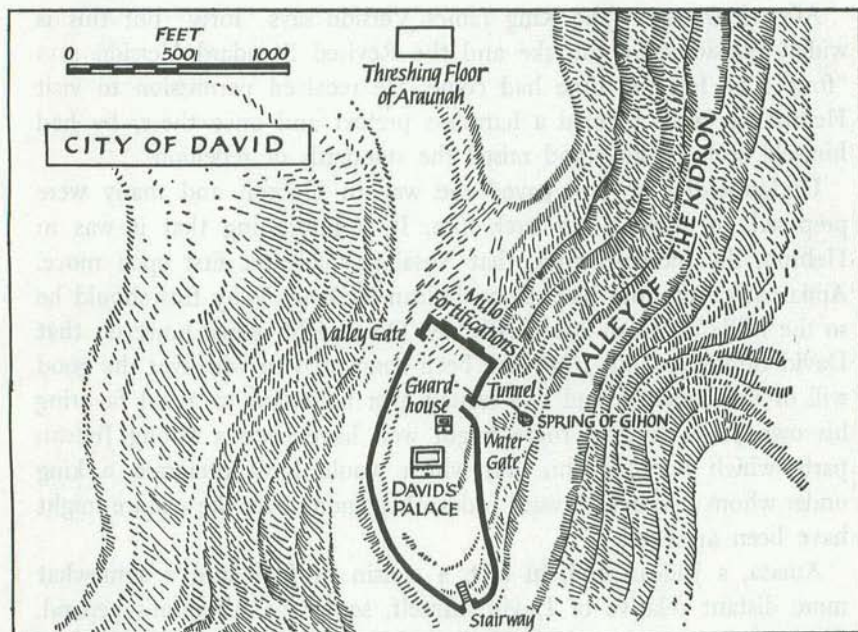 FEET
500 1000
CITY OF DAVID
Threshing Floor
of Araunah
VALLEY OF THE KIDRON
Millo
Fortifications
Valley Gate
Guard-
house
Tunnel
SPRING OF GIHON
Water
Gate
DAVID'S
PALACE
Stairway